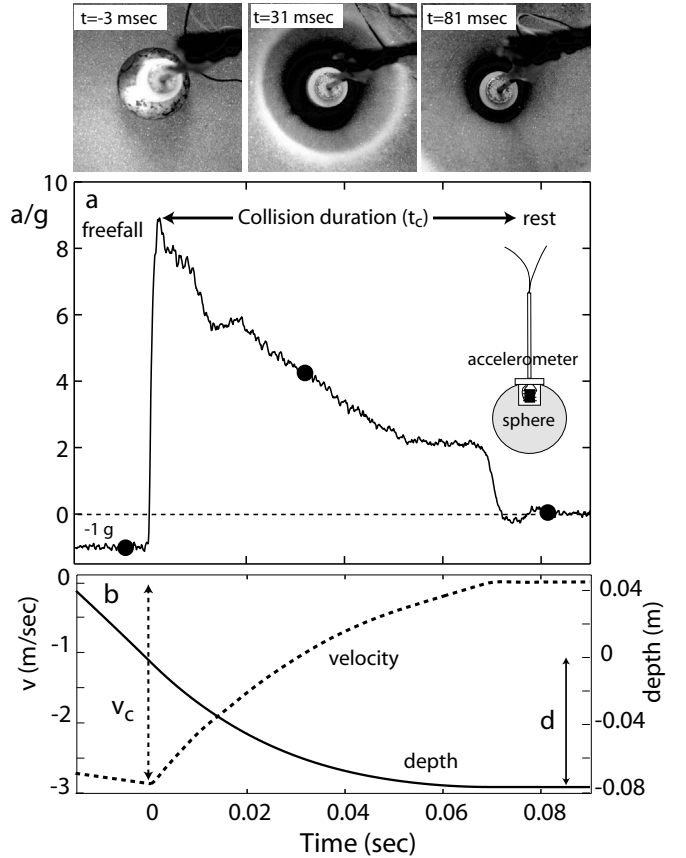 t=-3 msec t=31 msec t=81 msec
10
a
a/g
freefall
Collision duration (t_c)
rest
8
6
accelerometer
4
sphere
2
0
-1 g
0
b
0.04
v (m/sec)
-1
velocity
0
depth (m)
v_c
-2
-0.04
d
depth
-3
-0.08
0 0.02 0.04 0.06 0.08
Time (sec)